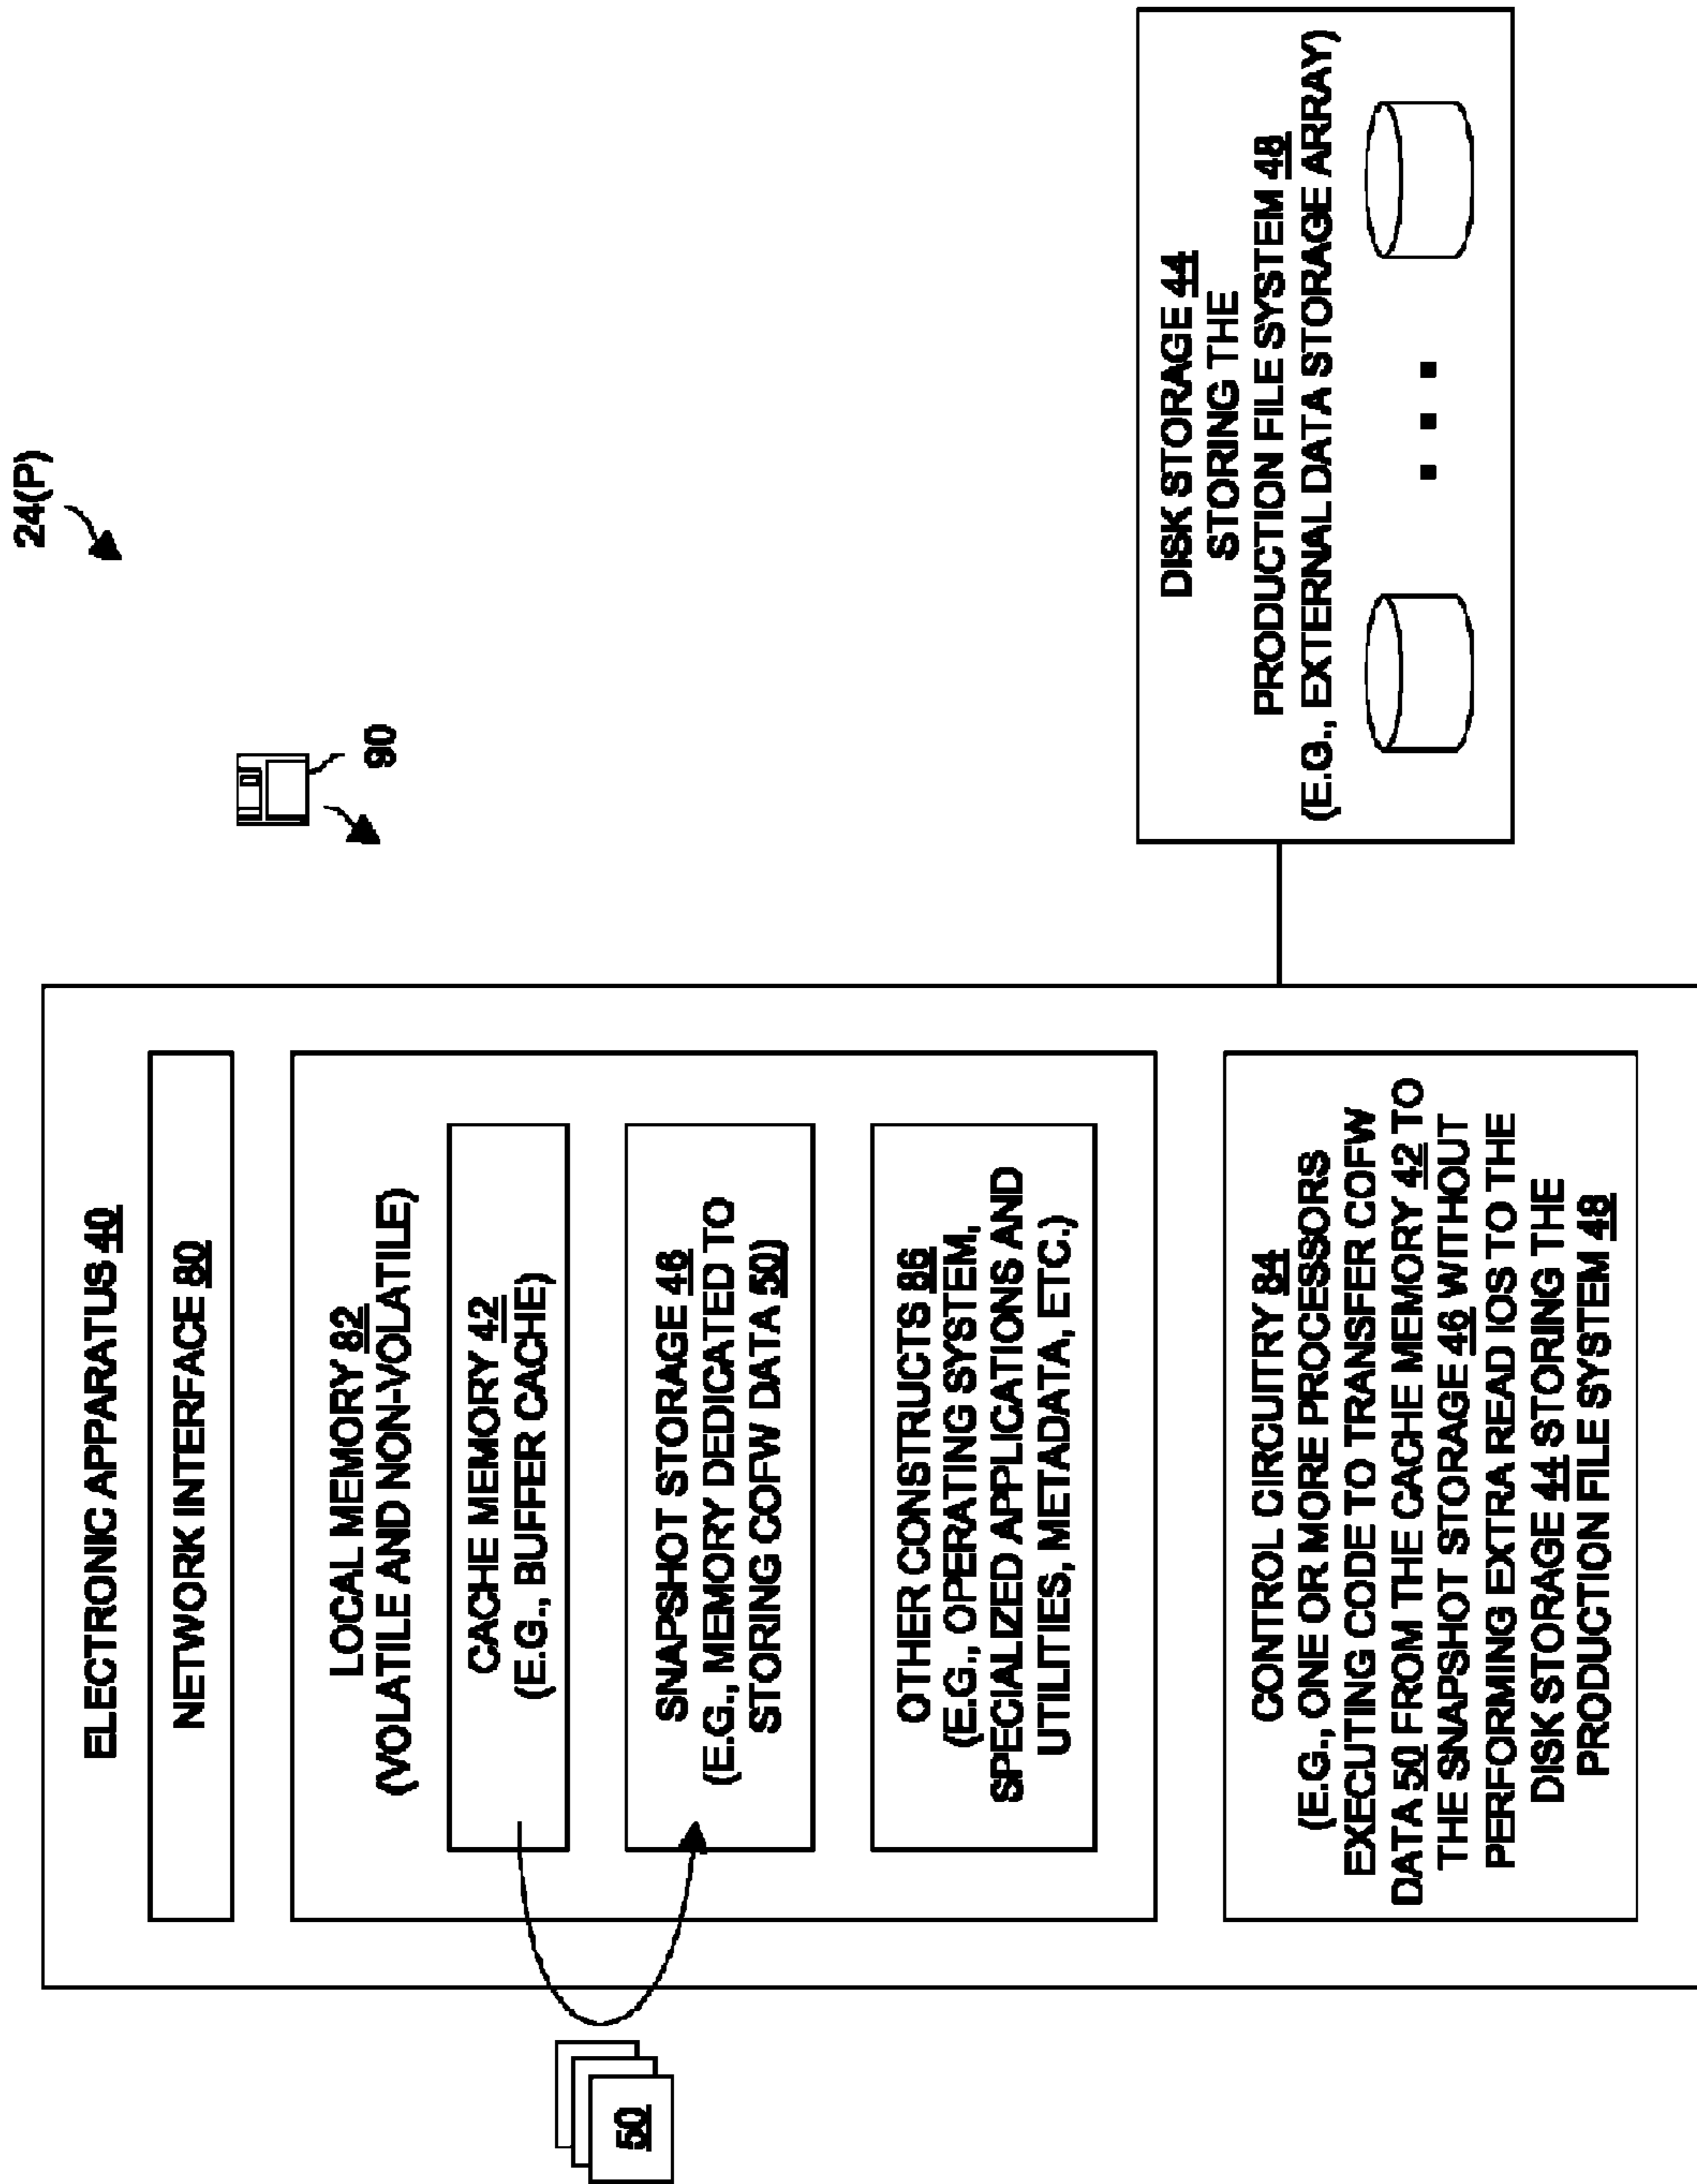 24(P)
90
ELECTRONIC APPARATUS 40
NETWORK INTERFACE 80
LOCAL MEMORY 82
(VOLATILE AND NON-VOLATILE)
CACHE MEMORY 42
(E.G., BUFFER CACHE)
SNAPSHOT STORAGE 46
(E.G., MEMORY DEDICATED TO
STORING COFW DATA 50)
OTHER CONSTRUCTS 86
(E.G., OPERATING SYSTEM,
SPECIALIZED APPLICATIONS AND
UTILITIES, METADATA, ETC.)
CONTROL CIRCUITRY 84
(E.G., ONE OR MORE PROCESSORS
EXECUTING CODE TO TRANSFER COFW
DATA 50 FROM THE CACHE MEMORY 42 TO
THE SNAPSHOT STORAGE 46 WITHOUT
PERFORMING EXTRA READ IOS TO THE
DISK STORAGE 44 STORING THE
PRODUCTION FILE SYSTEM 48
50
DISK STORAGE 44
STORING THE
PRODUCTION FILE SYSTEM 48
(E.G., EXTERNAL DATA STORAGE ARRAY)